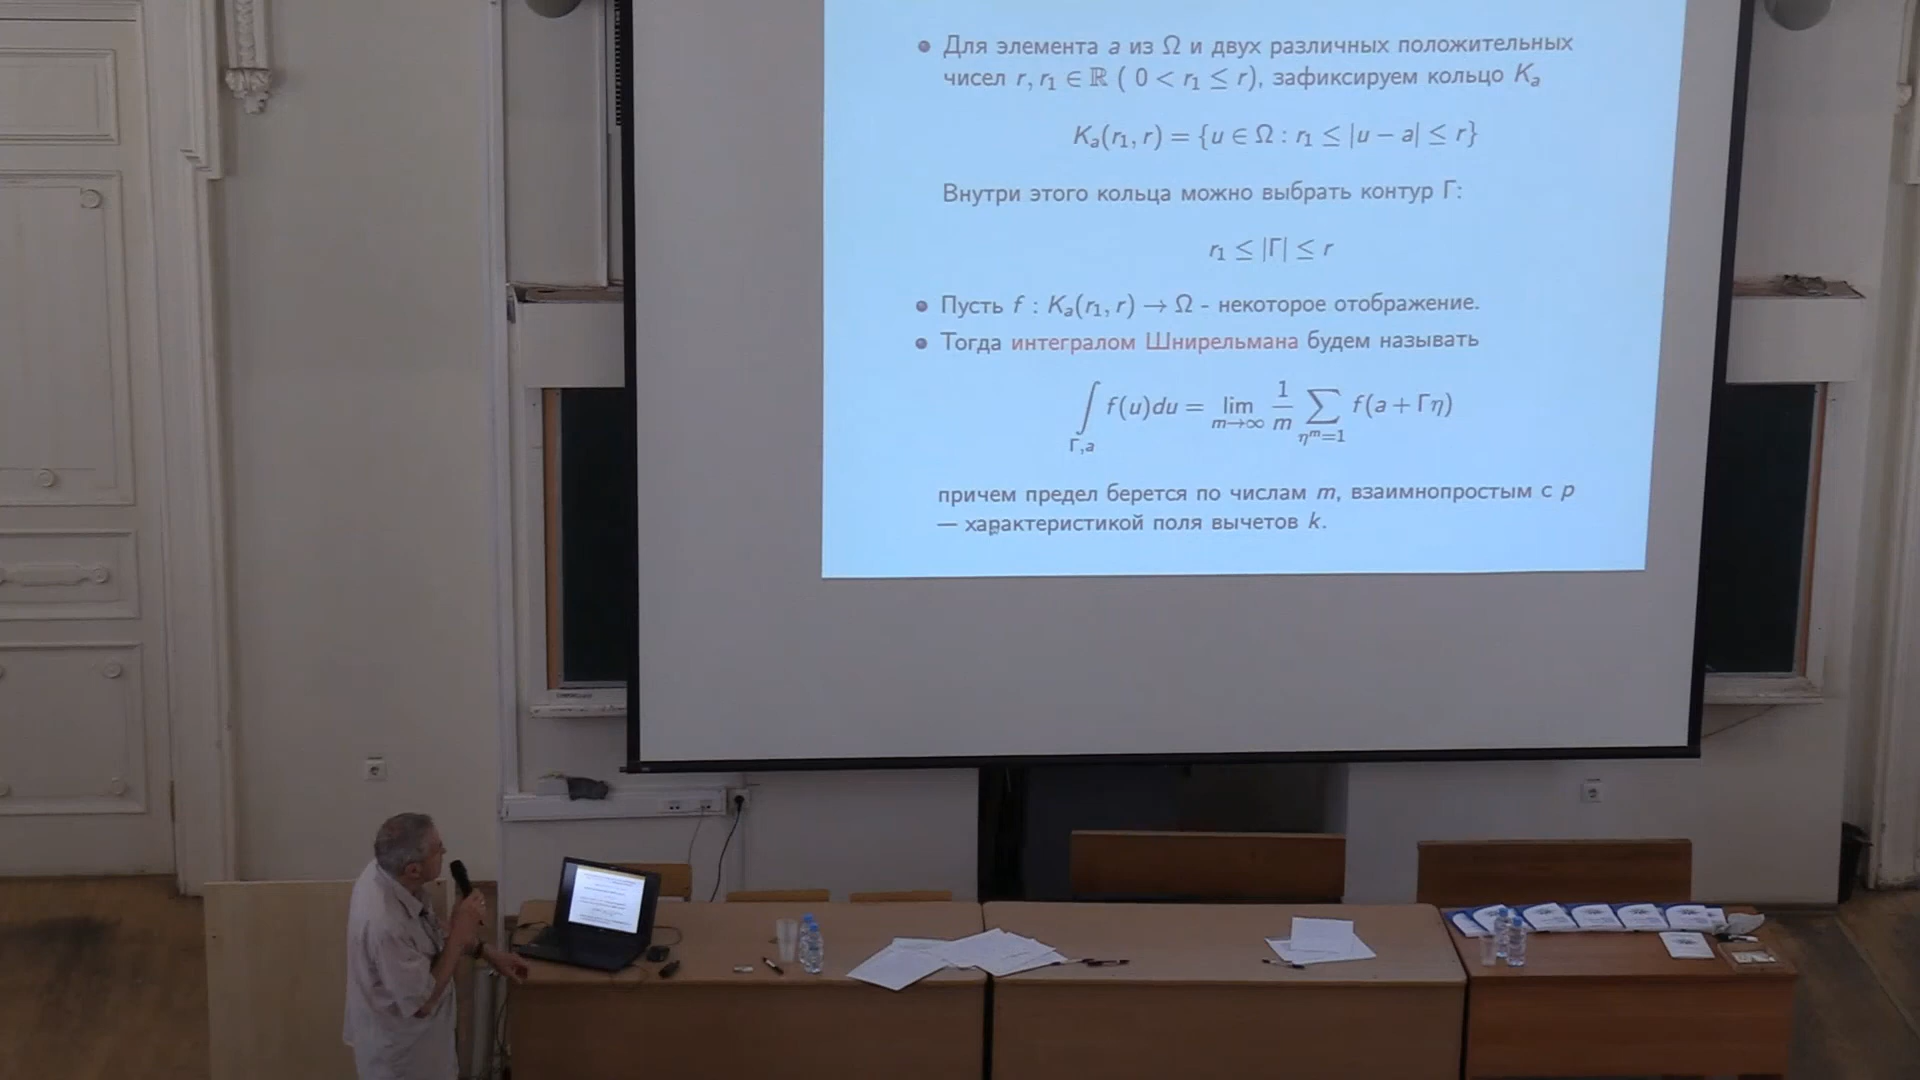 Для элемента a из Ω и двух различных положительных
чисел r, r₁ ∈ ℝ ( 0 < r₁ ≤ r), зафиксируем кольцо Kₐ
Kₐ(r₁, r) = {u ∈ Ω : r₁ ≤ |u − a| ≤ r}
Внутри этого кольца можно выбрать контур Γ:
r₁ ≤ |Γ| ≤ r
Пусть f : Kₐ(r₁, r) → Ω - некоторое отображение.
Тогда интегралом Шнирельмана будем называть
∫_{Γ,a} f(u)du = lim_{m→∞} 1/m ∑_{ηᵐ=1} f(a + Γη)
причем предел берется по числам m, взаимнопростым с p
— характеристикой поля вычетов k.